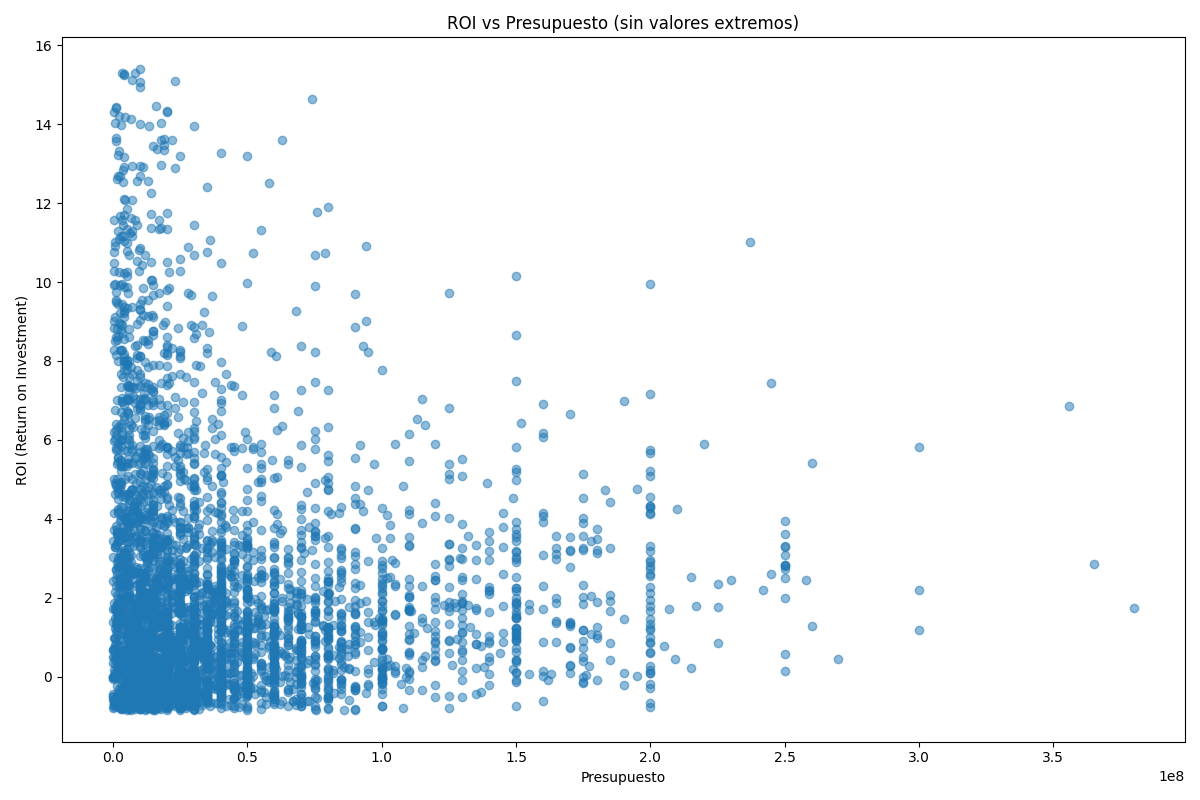 ROI vs Presupuesto (sin valores extremos)
ROI (Return on Investment)
16
14
12
10
8
6
4
2
0
0.0 0.5 1.0 1.5 2.0 2.5 3.0 3.5
1e8
Presupuesto